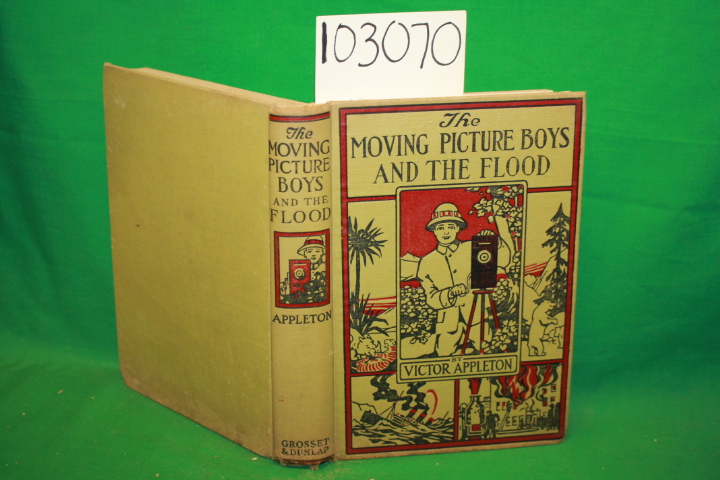 103070
The
MOVING
PICTURE
BOYS
AND THE
FLOOD
APPLETON
GROSSET
& DUNLAP
The
MOVING PICTURE BOYS
AND THE FLOOD
BY
VICTOR APPLETON